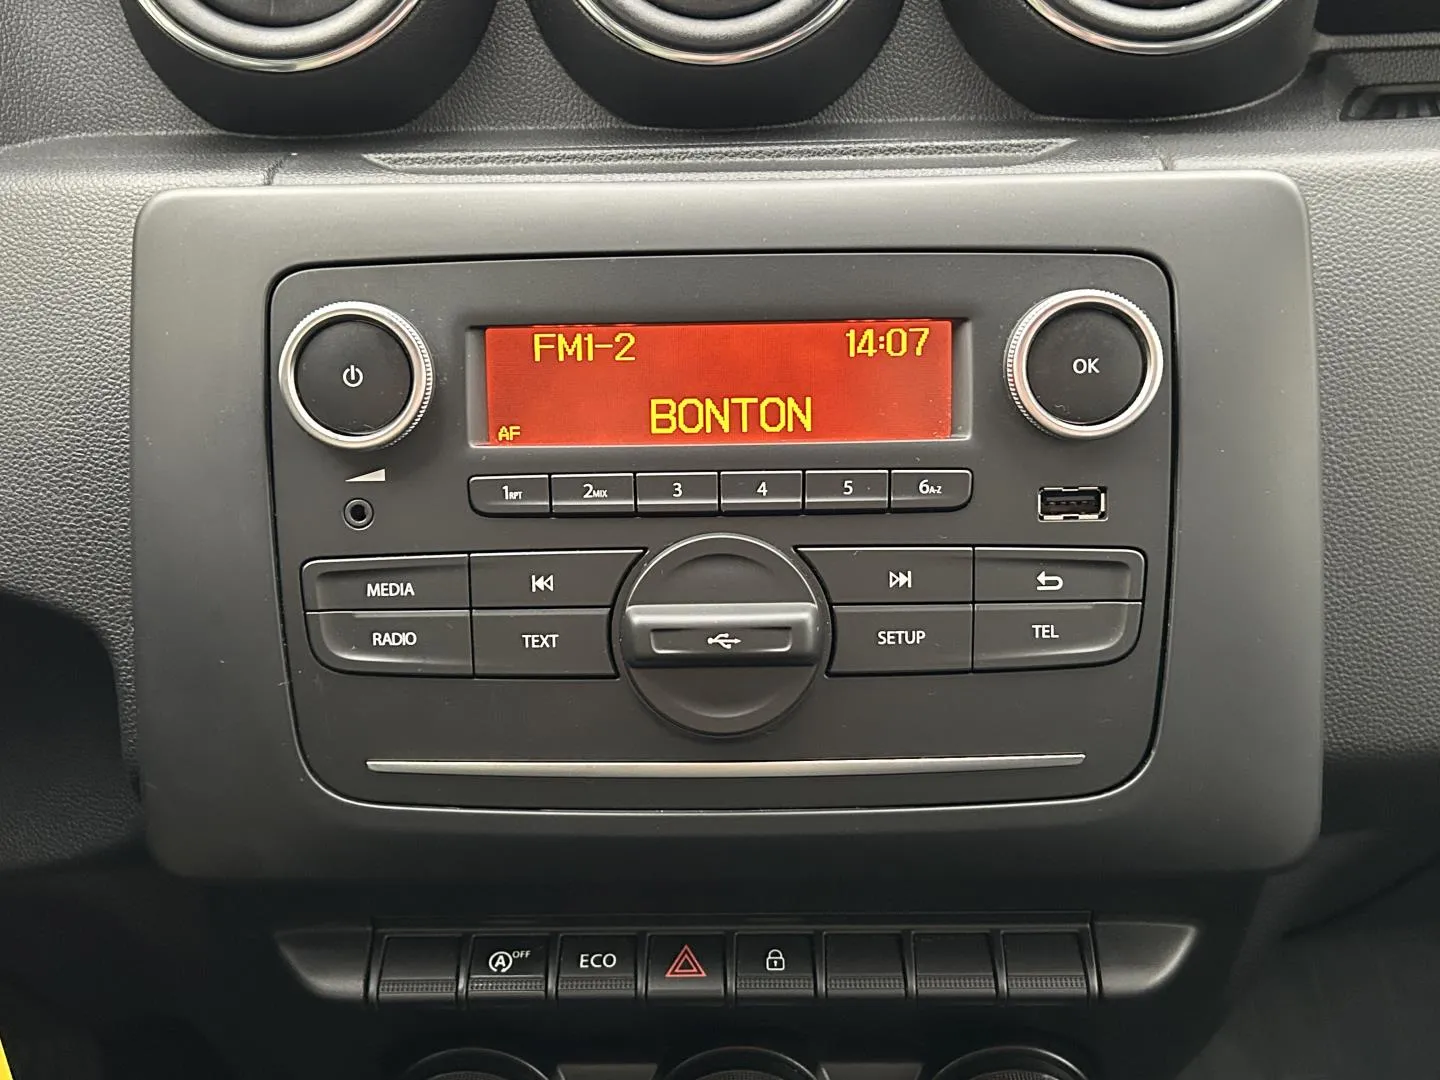 FM1-2 14:07
BONTON
AF
OK
1RPT 2MIX 3 4 5 6A-Z
MEDIA
RADIO TEXT SETUP TEL
OFF
A ECO